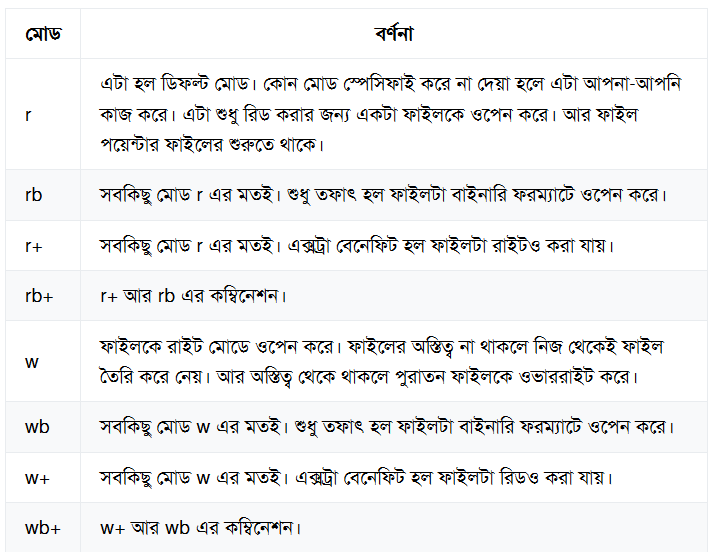 মোড বর্ণনা
এটা হল ডিফল্ট মোড। কোন মোড স্পেসিফাই করে না দেয়া হলে এটা আপনা-আপনি
r কাজ করে। এটা শুধু রিড করার জন্য একটা ফাইলকে ওপেন করে। আর ফাইল
পয়েন্টার ফাইলের শুরুতে থাকে।
rb সবকিছু মোড r এর মতই। শুধু তফাৎ হল ফাইলটা বাইনারি ফরম্যাটে ওপেন করে।
r+ সবকিছু মোড r এর মতই। এক্সট্রা বেনেফিট হল ফাইলটা রাইটও করা যায়।
rb+ r+ আর rb এর কম্বিনেশন।
w ফাইলকে রাইট মোডে ওপেন করে। ফাইলের অস্তিত্ব না থাকলে নিজ থেকেই ফাইল
তৈরি করে নেয়। আর অস্তিত্ব থেকে থাকলে পুরাতন ফাইলকে ওভাররাইট করে।
wb সবকিছু মোড w এর মতই। শুধু তফাৎ হল ফাইলটা বাইনারি ফরম্যাটে ওপেন করে।
w+ সবকিছু মোড w এর মতই। এক্সট্রা বেনেফিট হল ফাইলটা রিডও করা যায়।
wb+ w+ আর wb এর কম্বিনেশন।